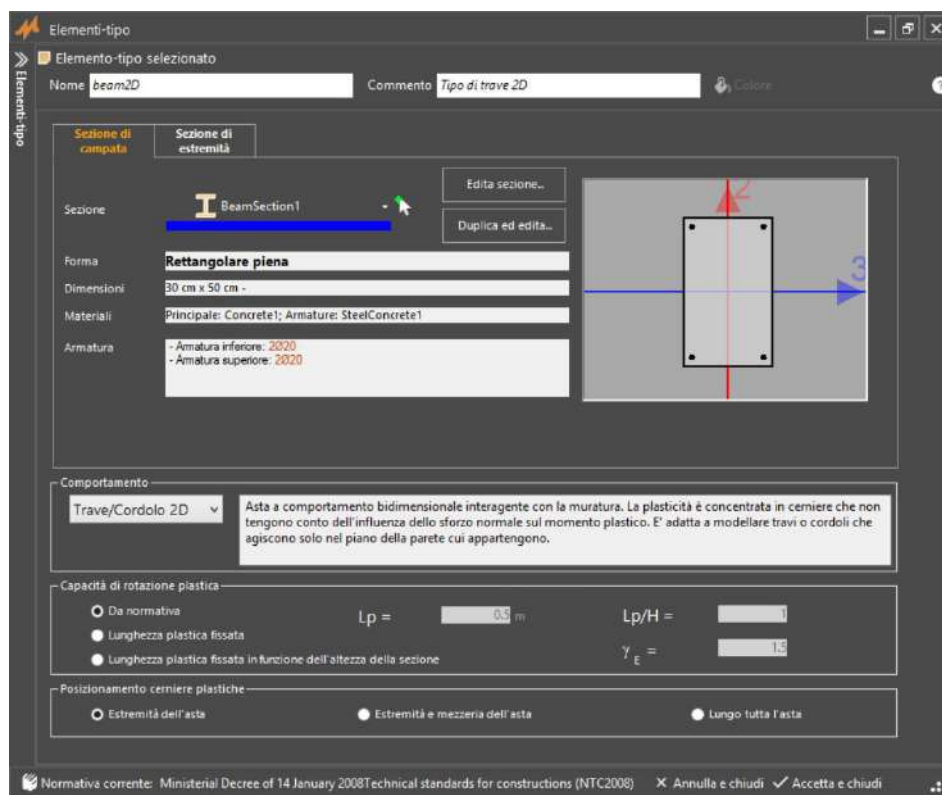 Elementi-tipo
Elementi-tipo
Elemento-tipo selezionato
Nome beam2D Commento Tipo di trave 2D Colore
Sezione di campata
Sezione di estremità
Sezione BeamSection1
Edita sezione...
Duplica ed edita...
Forma Rettangolare piena
Dimensioni 30 cm x 50 cm -
Materiali Principale: Concrete1; Armature: SteelConcrete1
Armatura - Armatura inferiore: 2Ø20
- Armatura superiore: 2Ø20
2
3
Comportamento
Trave/Cordolo 2D
Asta a comportamento bidimensionale interagente con la muratura. La plasticità è concentrata in cerniere che non
tengono conto dell'influenza dello sforzo normale sul momento plastico. E' adatta a modellare travi o cordoli che
agiscono solo nel piano della parete cui appartengono.
Capacità di rotazione plastica
Da normativa
Lunghezza plastica fissata
Lunghezza plastica fissata in funzione dell'altezza della sezione
Lp = 0.5 m
Lp/H = 1
γE = 1.5
Posizionamento cerniere plastiche
Estremità dell'asta Estremità e mezzeria dell'asta Lungo tutta l'asta
Normativa corrente: Ministerial Decree of 14 January 2008Technical standards for constructions (NTC2008) Annulla e chiudi Accetta e chiudi